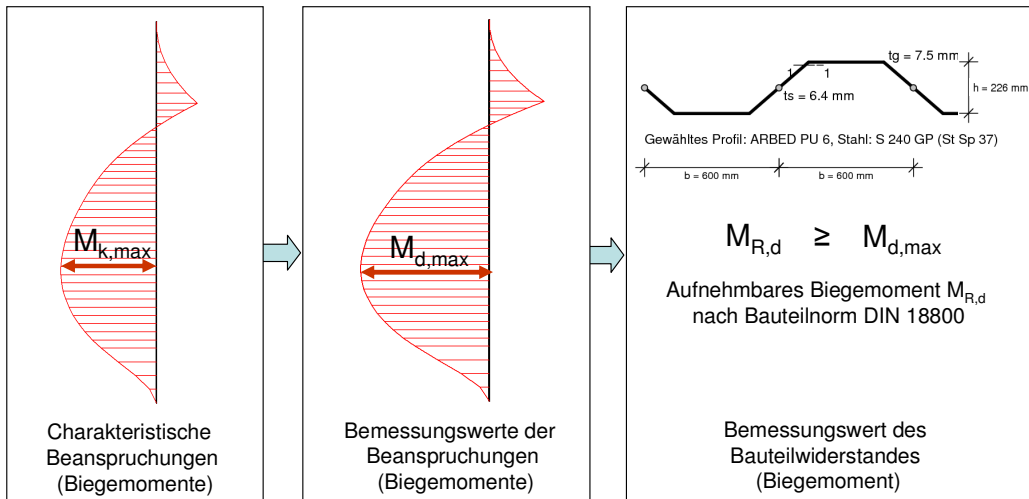 M_k,max
Charakteristische
Beanspruchungen
(Biegemomente)
M_d,max
Bemessungswerte der
Beanspruchungen
(Biegemomente)
tg = 7.5 mm
1
1
h = 226 mm
ts = 6.4 mm
Gewähltes Profil: ARBED PU 6, Stahl: S 240 GP (St Sp 37)
b = 600 mm b = 600 mm
M_R,d ≥ M_d,max
Aufnehmbares Biegemoment M_R,d
nach Bauteilnorm DIN 18800
Bemessungswert des
Bauteilwiderstandes
(Biegemoment)